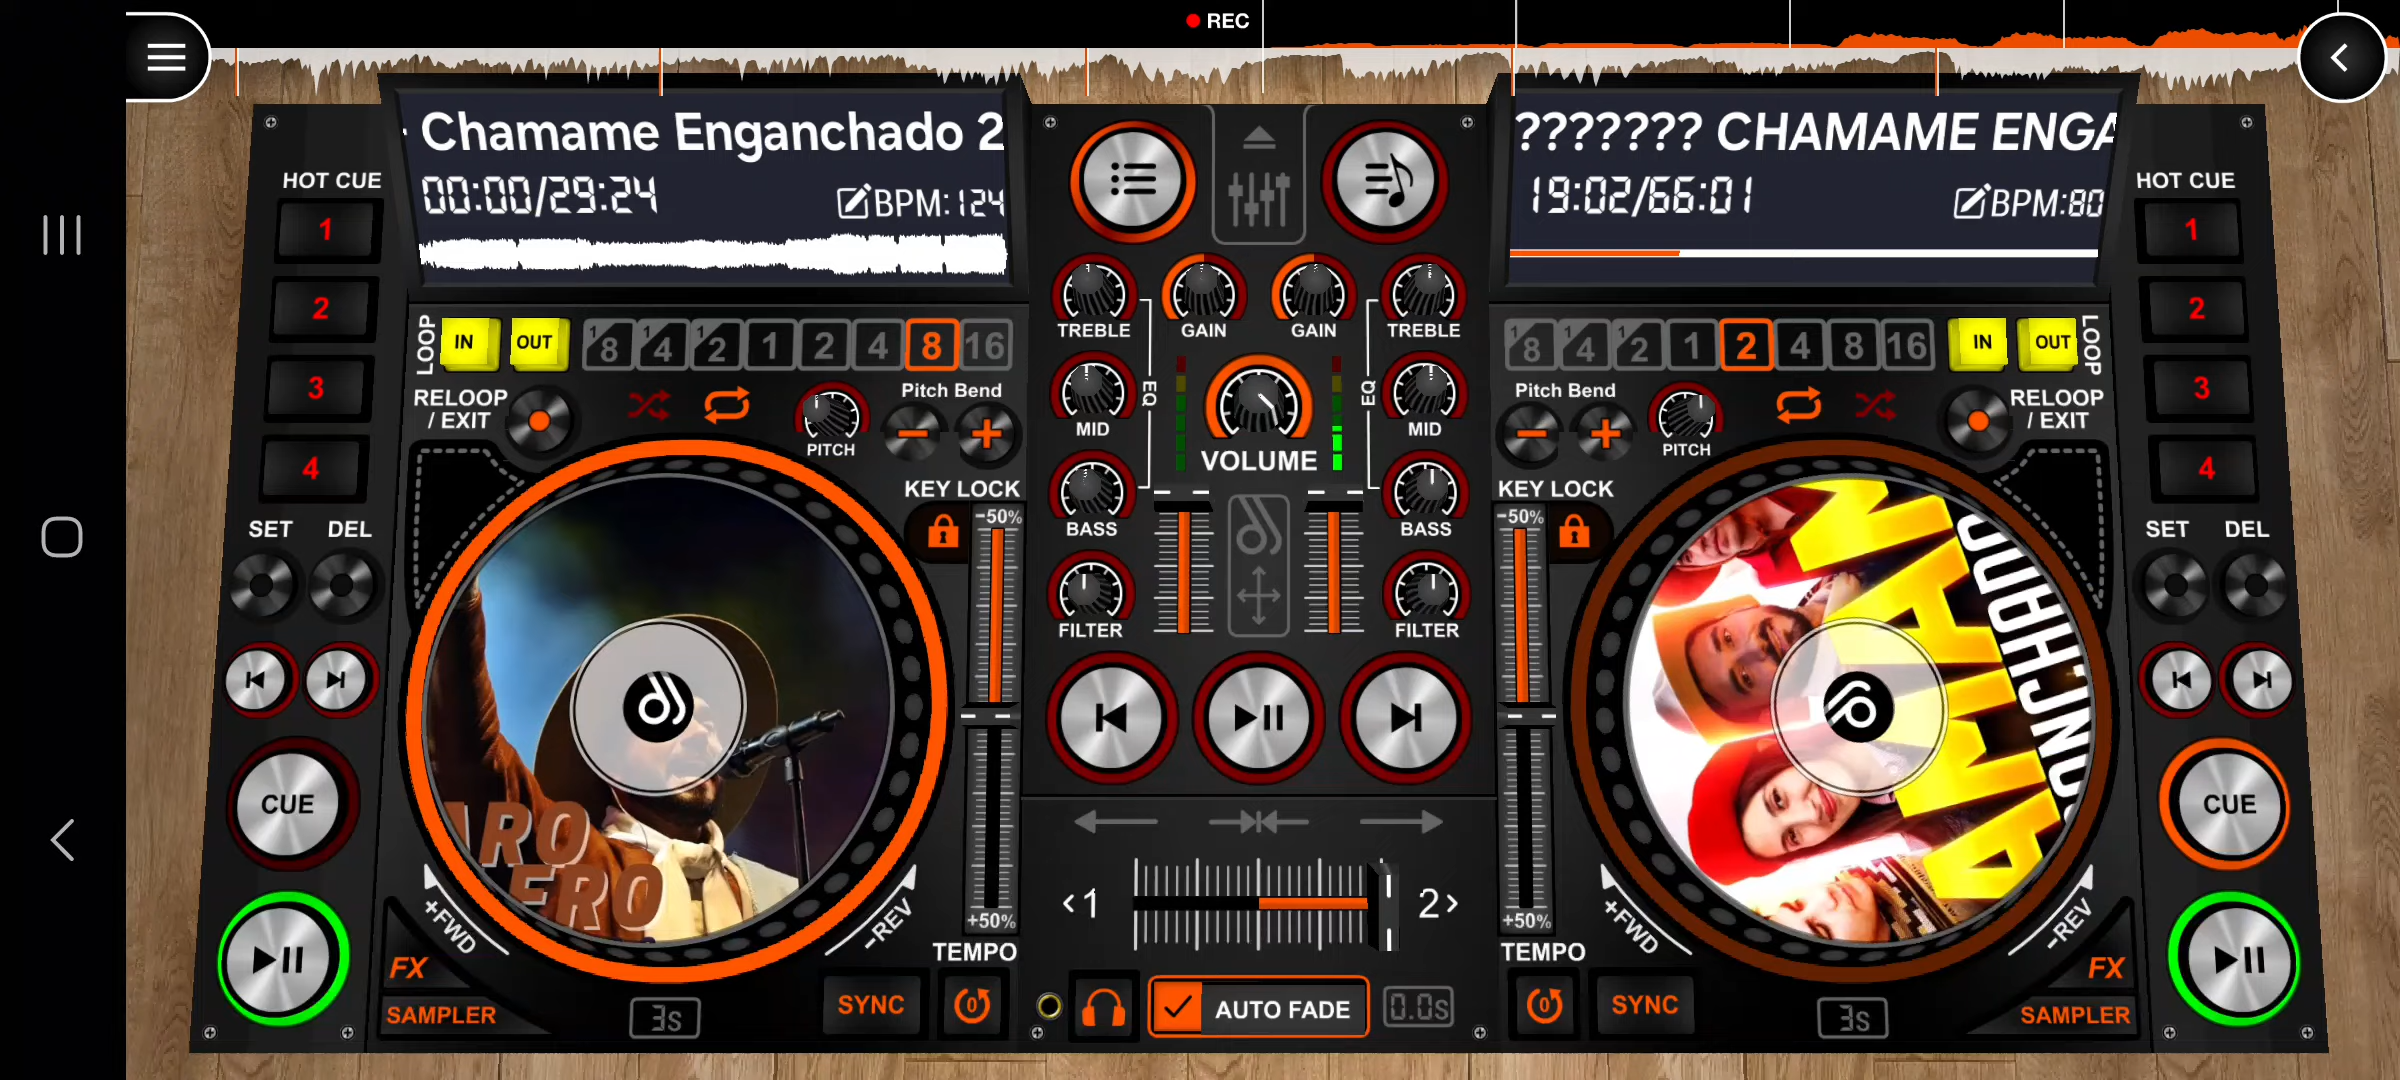 REC
· Chamame Enganchado 2
00:00/29:24
BPM:124
??????? CHAMAME ENGA
19:02/66:01
BPM:80
HOT CUE
1
2
3
4
SET DEL
CUE
LOOP
IN OUT
1/8 1/4 1/2 1 2 4 8 16
RELOOP
/ EXIT
PITCH
Pitch Bend
KEY LOCK
-50%
+50%
TEMPO
ARO
ERO
+FWD
-REV
FX
SAMPLER
3s
SYNC
0
TREBLE
GAIN
GAIN
TREBLE
EQ
EQ
MID
VOLUME
MID
BASS
BASS
FILTER
FILTER
<1
2>
AUTO FADE
0.0s
1/8 1/4 1/2 1 2 4 8 16
IN OUT
LOOP
Pitch Bend
PITCH
RELOOP
/ EXIT
KEY LOCK
-50%
+50%
TEMPO
+FWD
-REV
0
SYNC
3s
FX
SAMPLER
HOT CUE
1
2
3
4
SET DEL
CUE